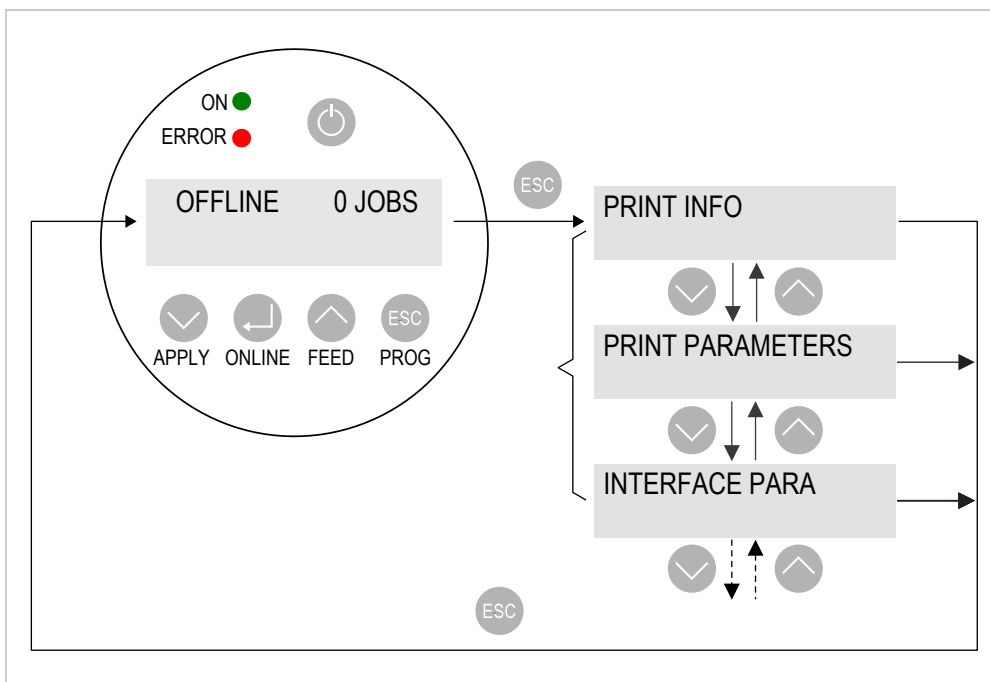 ON
ERROR
OFFLINE 0 JOBS
APPLY ONLINE FEED PROG
ESC
ESC
PRINT INFO
PRINT PARAMETERS
INTERFACE PARA
ESC